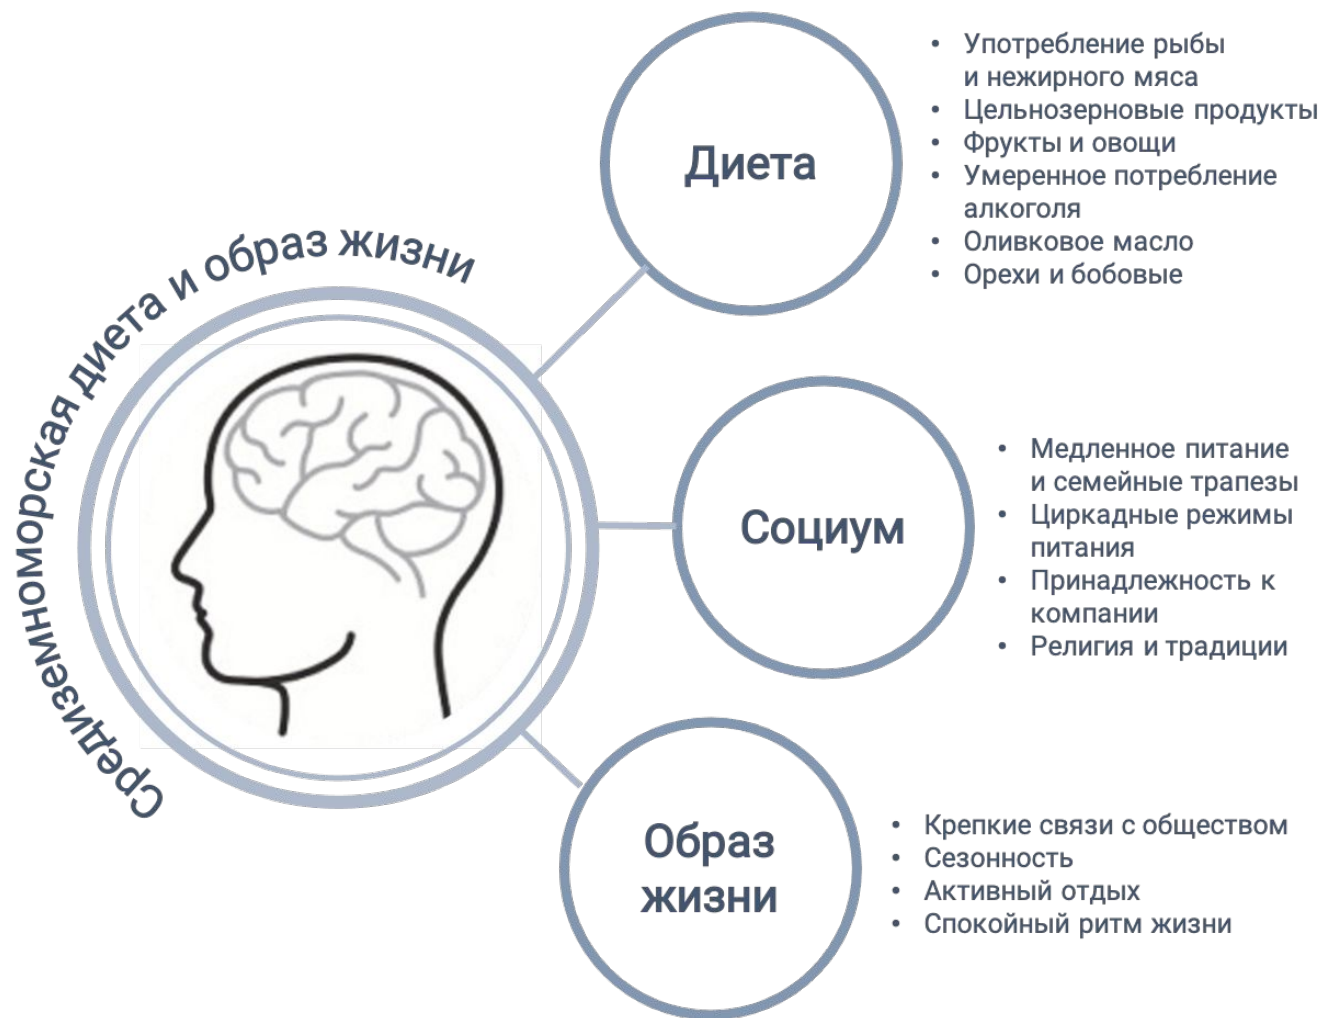 Средиземноморская диета и образ жизни
Диета
• Употребление рыбы
и нежирного мяса
• Цельнозерновые продукты
• Фрукты и овощи
• Умеренное потребление
алкоголя
• Оливковое масло
• Орехи и бобовые
Социум
• Медленное питание
и семейные трапезы
• Циркадные режимы
питания
• Принадлежность к
компании
• Религия и традиции
Образ
жизни
• Крепкие связи с обществом
• Сезонность
• Активный отдых
• Спокойный ритм жизни